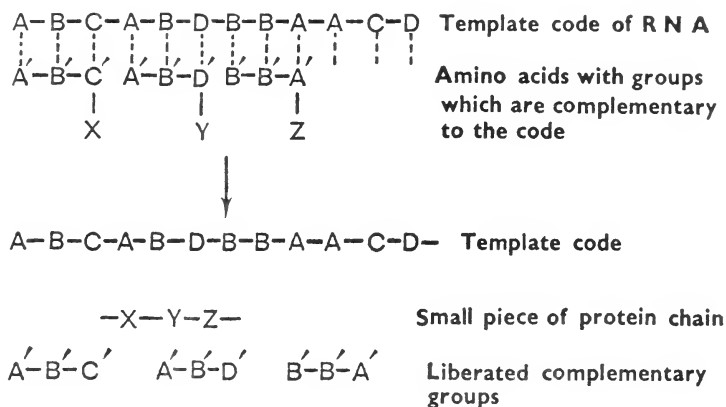 A-B-C-A-B-D-B-B-A-A-C-D Template code of RNA
A'-B'-C' A'-B'-D' B'-B'-A' Amino acids with groups
which are complementary
X Y Z to the code
A-B-C-A-B-D-B-B-A-A-C-D- Template code
-X-Y-Z- Small piece of protein chain
A'-B'-C' A'-B'-D' B'-B'-A' Liberated complementary
groups